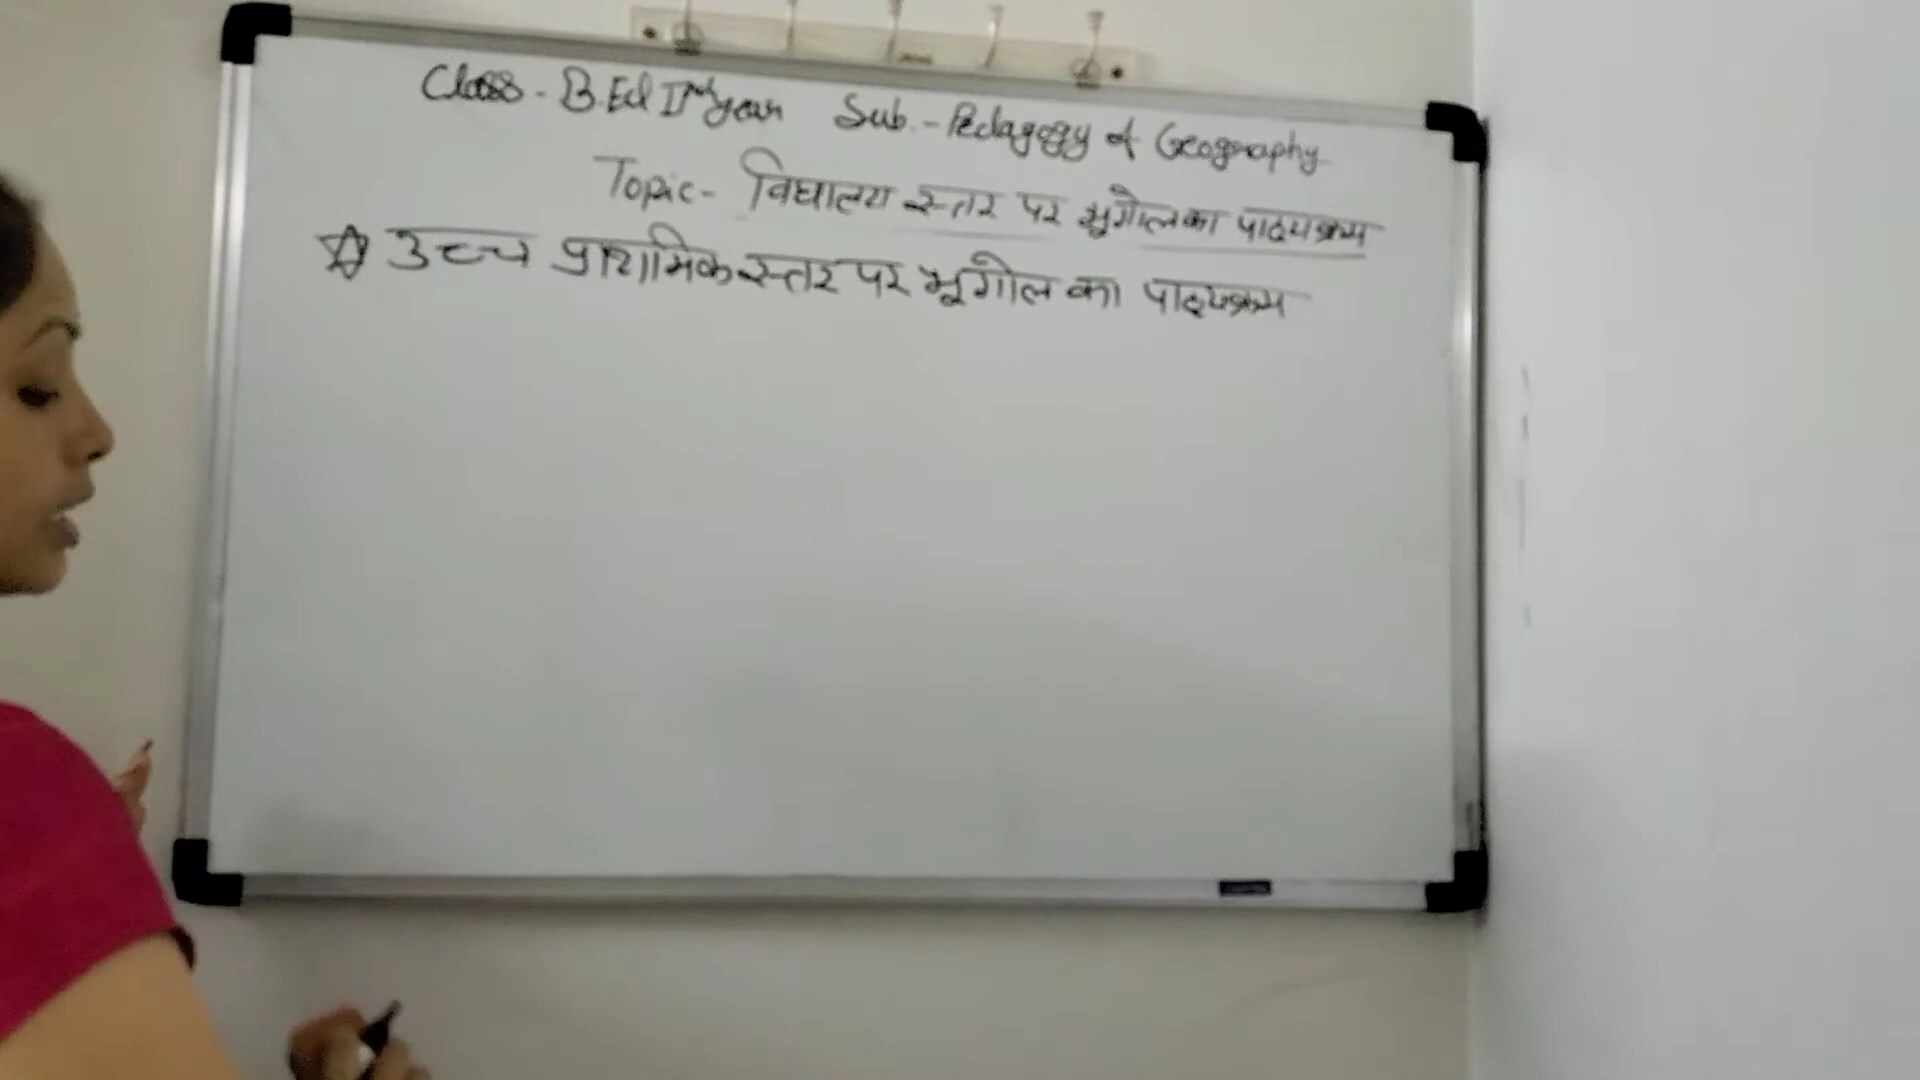 Class - B.Ed IInd year Sub. - Pedagogy of Geography
Topic - विद्यालय स्तर पर भूगोल का पाठ्यक्रम
☆ उच्च प्राथमिक स्तर पर भूगोल का पाठ्यक्रम